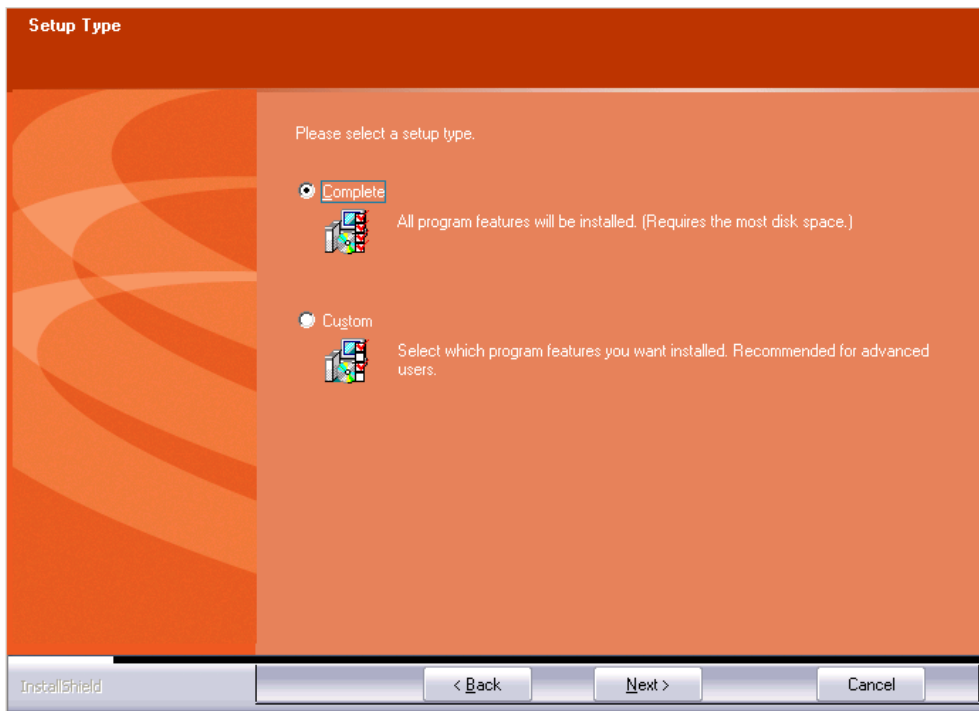 Setup Type
Please select a setup type.
Complete
All program features will be installed. (Requires the most disk space.)
Custom
Select which program features you want installed. Recommended for advanced
users.
InstallShield
< Back
Next >
Cancel